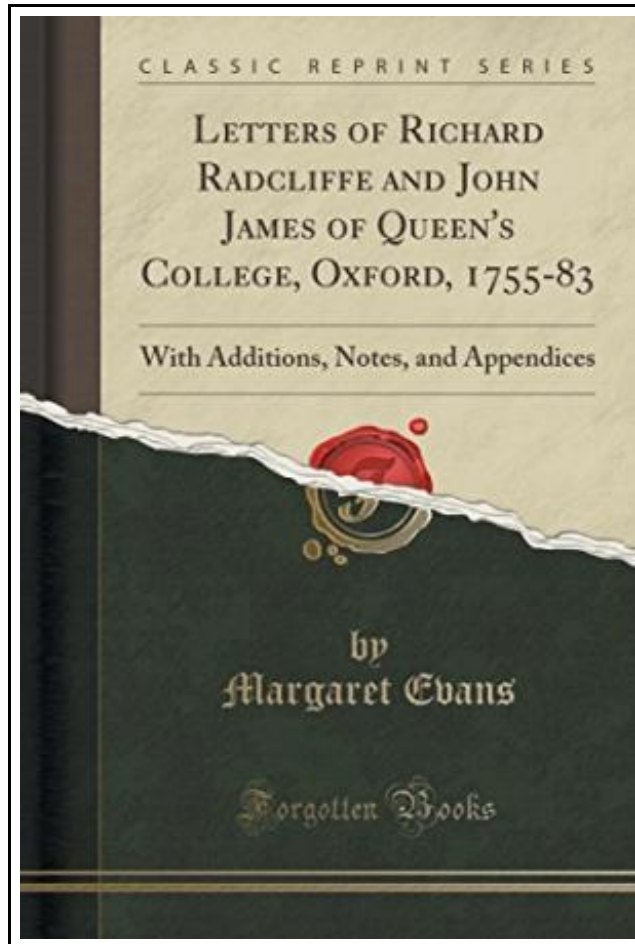 CLASSIC REPRINT SERIES
LETTERS OF RICHARD
RADCLIFFE AND JOHN
JAMES OF QUEEN'S
COLLEGE, OXFORD, 1755-83
With Additions, Notes, and Appendices
by
Margaret Evans
Forgotten Books